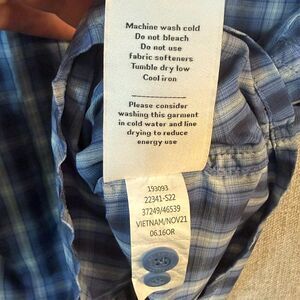 Machine wash cold
Do not bleach
Do not use
fabric softeners
Tumble dry low
Cool iron
Please consider
washing this garment
in cold water and line
drying to reduce
energy use
193093
22341-S22
37249/46539
VIETNAM/NOV21
06.16OR